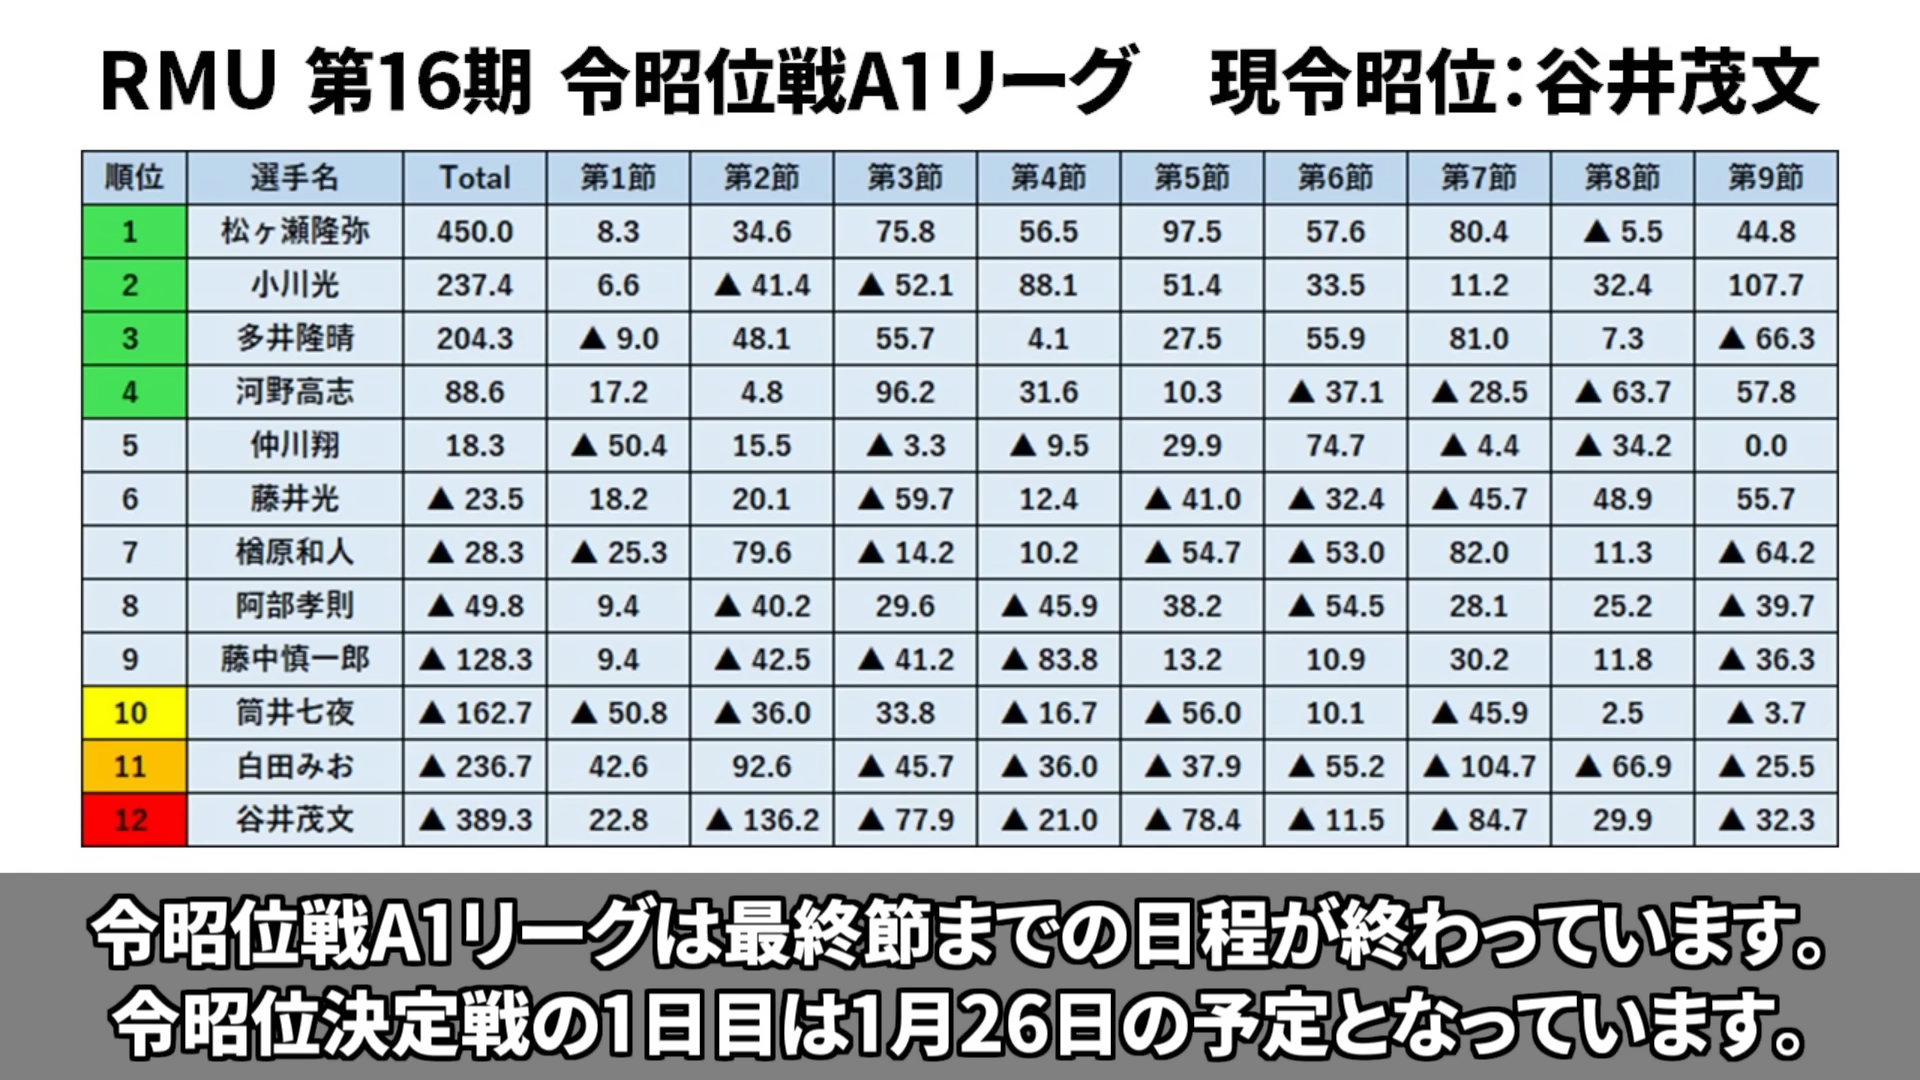 RMU 第16期 令昭位戦A1リーグ　現令昭位：谷井茂文
順位 選手名 Total 第1節 第2節 第3節 第4節 第5節 第6節 第7節 第8節 第9節
1 松ヶ瀬隆弥 450.0 8.3 34.6 75.8 56.5 97.5 57.6 80.4 ▲ 5.5 44.8
2 小川光 237.4 6.6 ▲ 41.4 ▲ 52.1 88.1 51.4 33.5 11.2 32.4 107.7
3 多井隆晴 204.3 ▲ 9.0 48.1 55.7 4.1 27.5 55.9 81.0 7.3 ▲ 66.3
4 河野高志 88.6 17.2 4.8 96.2 31.6 10.3 ▲ 37.1 ▲ 28.5 ▲ 63.7 57.8
5 仲川翔 18.3 ▲ 50.4 15.5 ▲ 3.3 ▲ 9.5 29.9 74.7 ▲ 4.4 ▲ 34.2 0.0
6 藤井光 ▲ 23.5 18.2 20.1 ▲ 59.7 12.4 ▲ 41.0 ▲ 32.4 ▲ 45.7 48.9 55.7
7 楢原和人 ▲ 28.3 ▲ 25.3 79.6 ▲ 14.2 10.2 ▲ 54.7 ▲ 53.0 82.0 11.3 ▲ 64.2
8 阿部孝則 ▲ 49.8 9.4 ▲ 40.2 29.6 ▲ 45.9 38.2 ▲ 54.5 28.1 25.2 ▲ 39.7
9 藤中慎一郎 ▲ 128.3 9.4 ▲ 42.5 ▲ 41.2 ▲ 83.8 13.2 10.9 30.2 11.8 ▲ 36.3
10 筒井七夜 ▲ 162.7 ▲ 50.8 ▲ 36.0 33.8 ▲ 16.7 ▲ 56.0 10.1 ▲ 45.9 2.5 ▲ 3.7
11 白田みお ▲ 236.7 42.6 92.6 ▲ 45.7 ▲ 36.0 ▲ 37.9 ▲ 55.2 ▲ 104.7 ▲ 66.9 ▲ 25.5
12 谷井茂文 ▲ 389.3 22.8 ▲ 136.2 ▲ 77.9 ▲ 21.0 ▲ 78.4 ▲ 11.5 ▲ 84.7 29.9 ▲ 32.3
令昭位戦A1リーグは最終節までの日程が終わっています。
令昭位決定戦の1日目は1月26日の予定となっています。